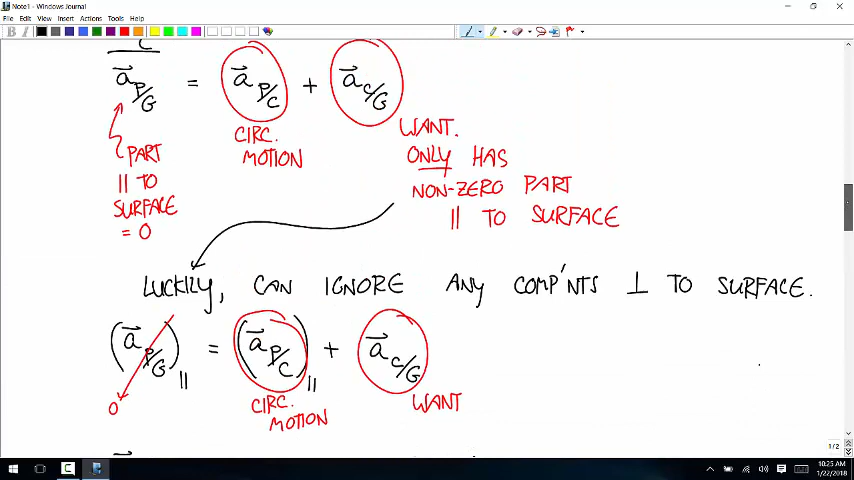 Note1 - Windows Journal
File Edit View Insert Actions Tools Help
C
a P/G = a P/C + a C/G
CIRC.
MOTION
WANT.
ONLY HAS
NON-ZERO PART
|| TO SURFACE
PART
|| TO
SURFACE
= 0
LUCKILY, CAN IGNORE ANY COMP'NTS ⊥ TO SURFACE.
(a P/G)|| = (a P/C)|| + a C/G
0
CIRC.
MOTION
WANT
1/2
10:25 AM
1/22/2018